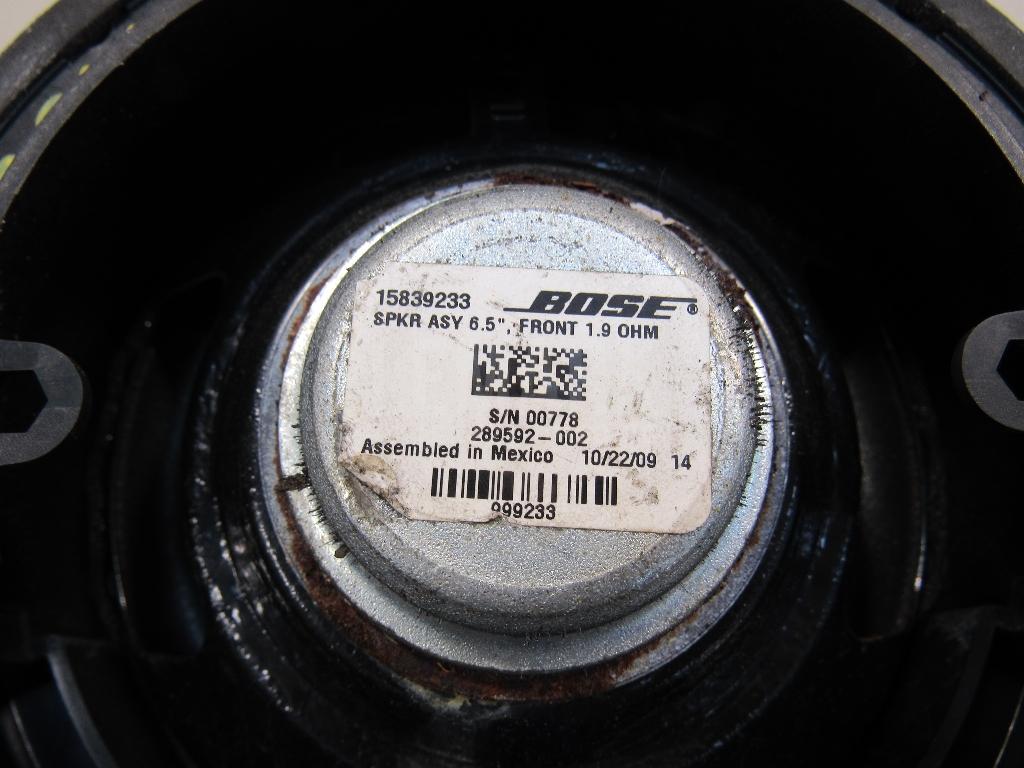 15839233 BOSE®
SPKR ASY 6.5", FRONT 1.9 OHM
S/N 00778
289592-002
Assembled in Mexico 10/22/09 14
999233